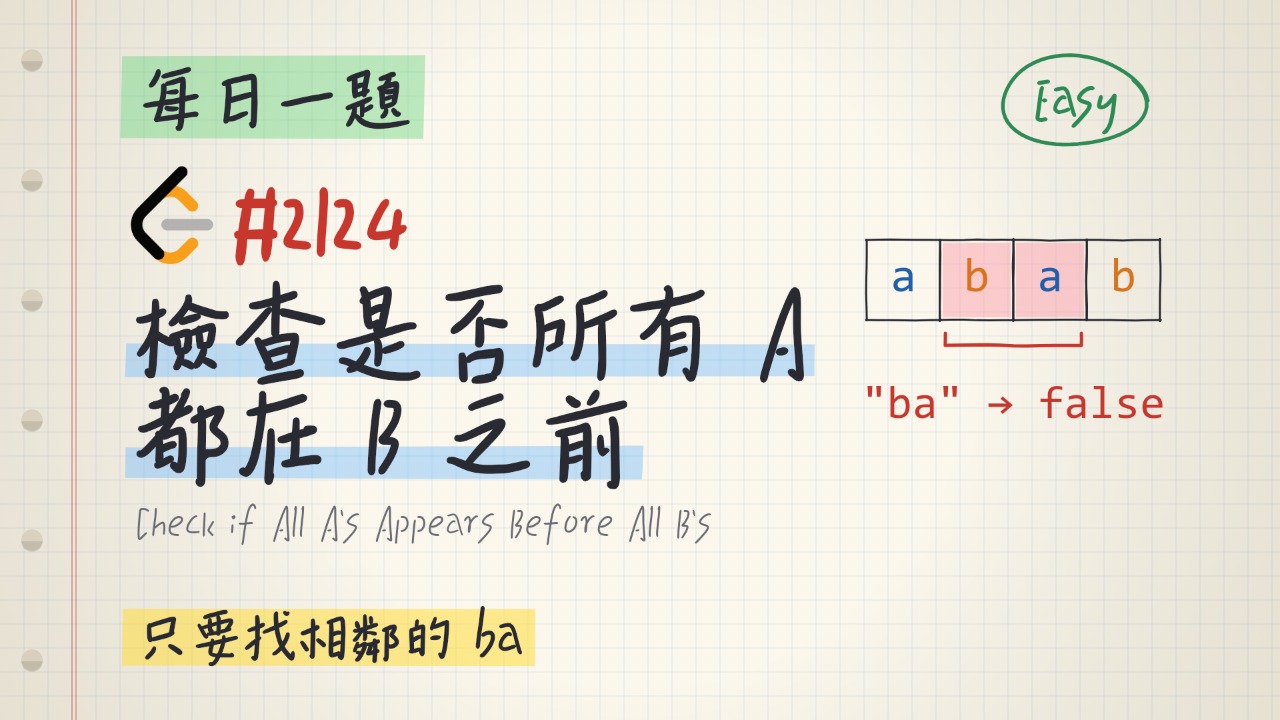 每日一題
Easy
#2124
檢查是否所有 A
都在 B 之前
Check if All A's Appears Before All B's
a b a b
"ba" → false
只要找相鄰的 ba